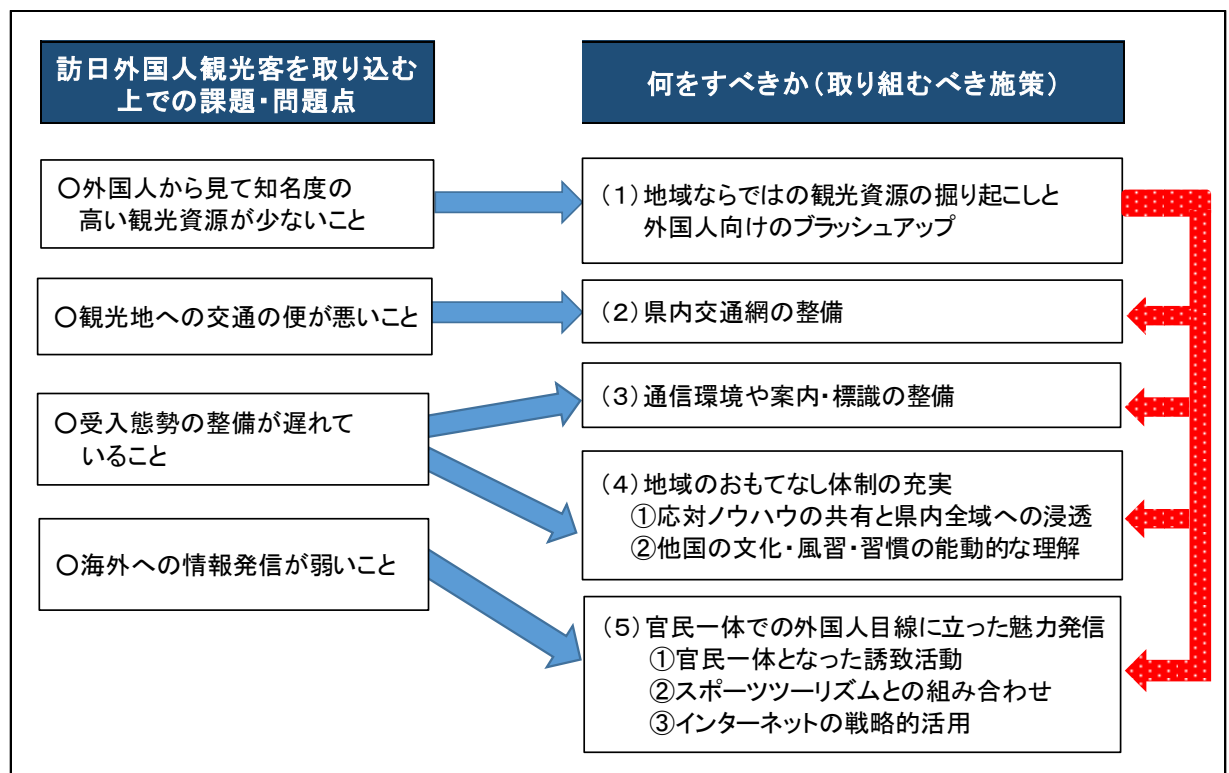 訪日外国人観光客を取り込む
上での課題・問題点
何をすべきか(取り組むべき施策)
〇外国人から見て知名度の
高い観光資源が少ないこと
(1)地域ならではの観光資源の掘り起こしと
外国人向けのブラッシュアップ
〇観光地への交通の便が悪いこと
(2)県内交通網の整備
〇受入態勢の整備が遅れて
いること
(3)通信環境や案内・標識の整備
(4)地域のおもてなし体制の充実
①応対ノウハウの共有と県内全域への浸透
②他国の文化・風習・習慣の能動的な理解
〇海外への情報発信が弱いこと
(5)官民一体での外国人目線に立った魅力発信
①官民一体となった誘致活動
②スポーツツーリズムとの組み合わせ
③インターネットの戦略的活用